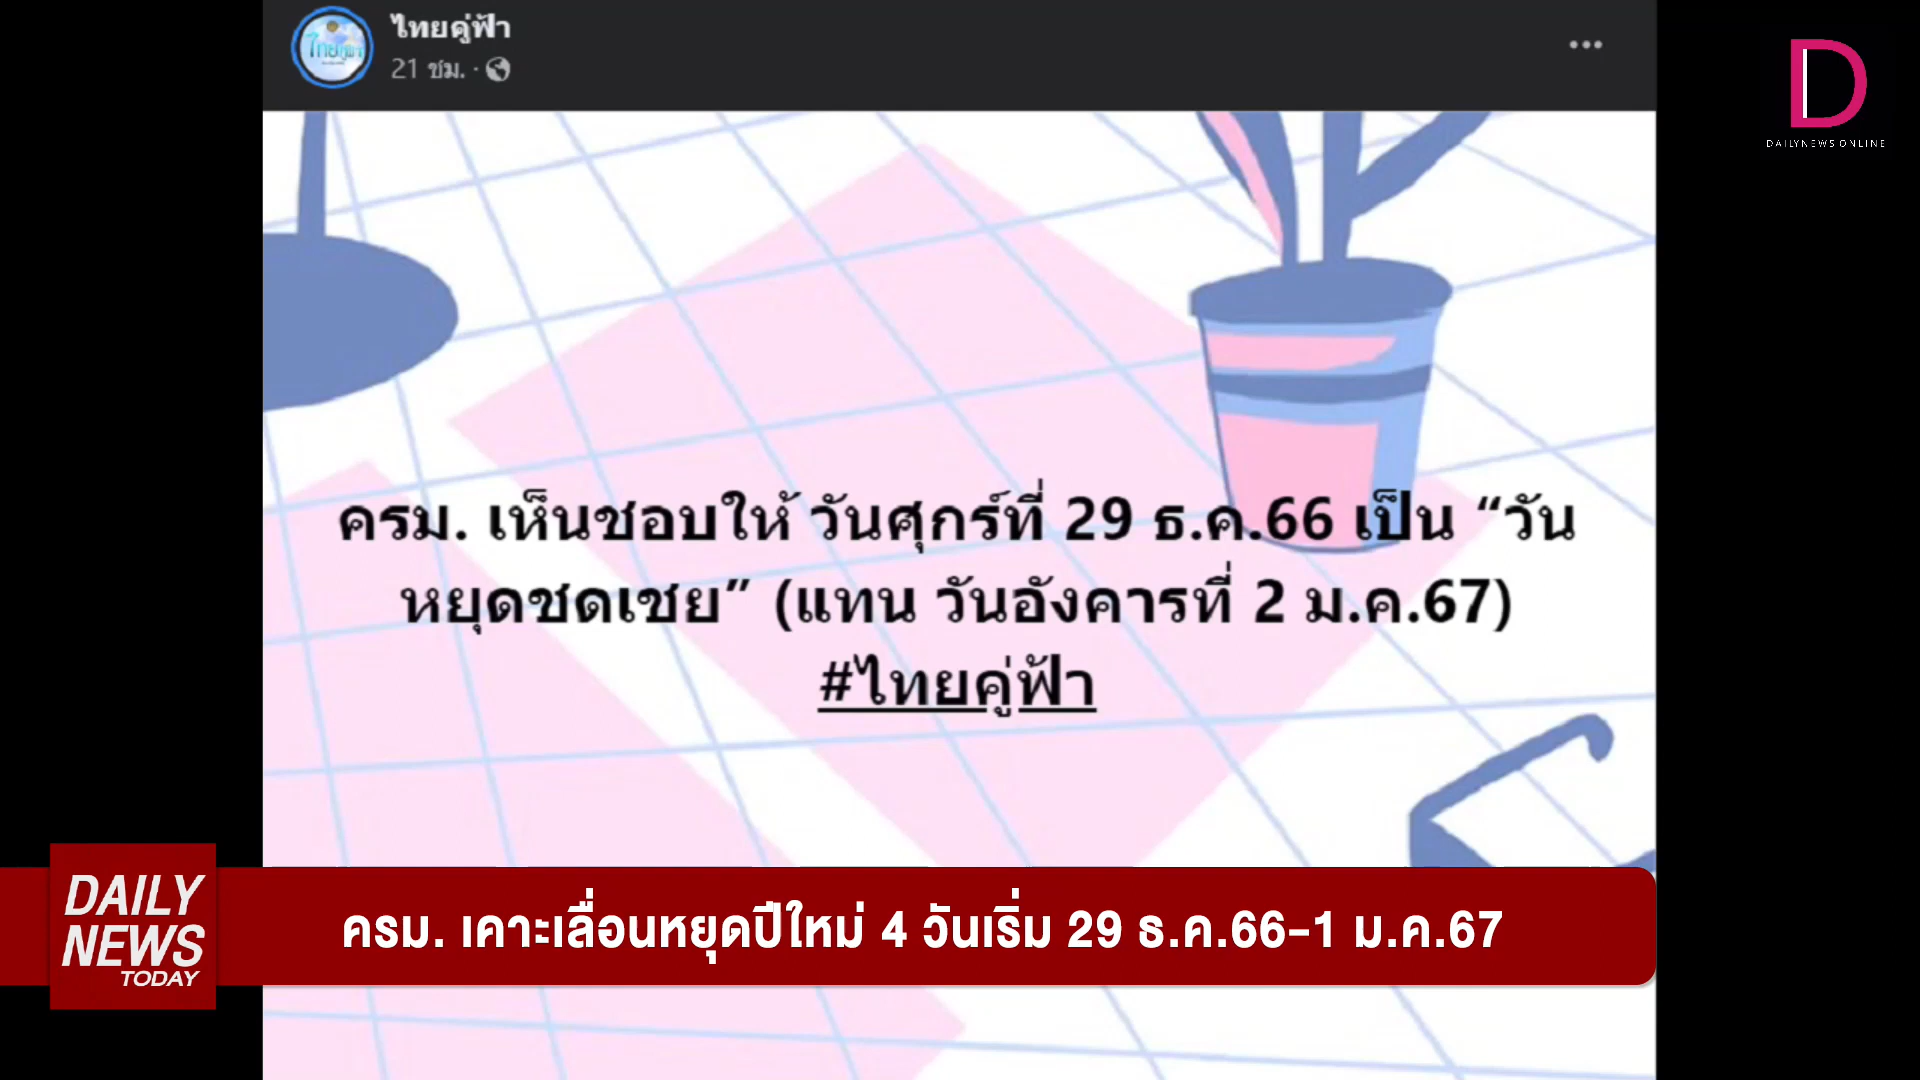 ไทยคู่ฟ้า
21 ชม.
DAILYNEWS ONLINE
ครม. เห็นชอบให้ วันศุกร์ที่ 29 ธ.ค.66 เป็น “วัน
หยุดชดเชย” (แทน วันอังคารที่ 2 ม.ค.67)
#ไทยคู่ฟ้า
DAILY
NEWS
TODAY
ครม. เคาะเลื่อนหยุดปีใหม่ 4 วันเริ่ม 29 ธ.ค.66-1 ม.ค.67